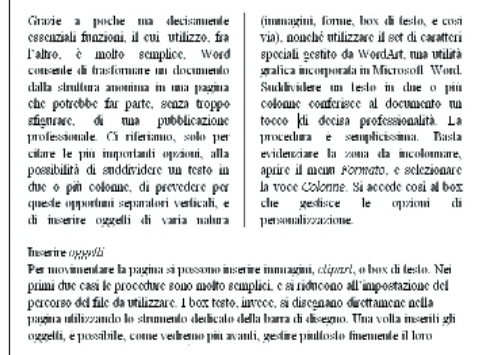 Grazie a poche ma decisamente
essenziali funzioni, il cui utilizzo, fra
l'altro, è molto semplice, Word
consente di trasformare un documento
dalla struttura anonima in una pagina
che potrebbe far parte, senza troppo
sfigurare, di una pubblicazione
professionale. Ci riferiamo, solo per
citare le più importanti opzioni, alla
possibilità di suddividere un testo in
due o più colonne, di prevedere per
queste opportuni separatori verticali, e
di inserire oggetti di varia natura
(immagini, forme, box di testo, e così
via), nonché utilizzare il set di caratteri
speciali gestito da WordArt, una utilità
grafica incorporata in Microsoft Word.
Suddividere un testo in due o più
colonne conferisce al documento un
tocco di decisa professionalità. La
procedura è semplicissima. Basta
evidenziare la zona da incolonnare,
aprire il menu Formato, e selezionare
la voce Colonne. Si accede così al box
che gestisce le opzioni di
personalizzazione.
Inserire oggetti
Per movimentare la pagina si possono inserire immagini, clipart, o box di testo. Nei
primi due casi le procedure sono molto semplici, e si riducono all'impostazione del
percorso del file da utilizzare. I box testo, invece, si disegnano direttamene nella
pagina utilizzando lo strumento dedicato della barra di disegno. Una volta inseriti gli
oggetti, è possibile, come vedremo più avanti, gestire piuttosto finemente il loro